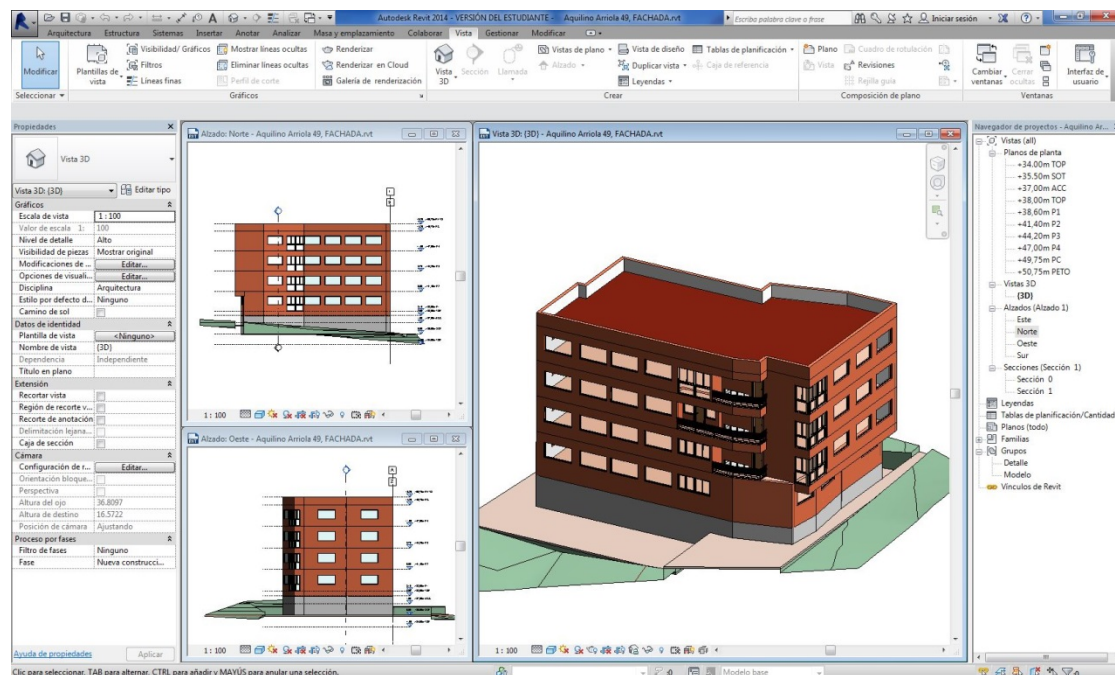 Autodesk Revit 2014 - VERSIÓN DEL ESTUDIANTE - Aquilino Arriola 49, FACHADA.rvt
Escriba palabra clave o frase
Iniciar sesión
Arquitectura Estructura Sistemas Insertar Anotar Analizar Masa y emplazamiento Colaborar Vista Gestionar Modificar
Modificar
Plantillas de vista
Visibilidad/ Gráficos
Filtros
Líneas finas
Mostrar líneas ocultas
Eliminar líneas ocultas
Perfil de corte
Renderizar
Renderizar en Cloud
Galería de renderización
Vista 3D
Sección
Llamada
Vistas de plano
Alzado
Vista de diseño
Duplicar vista
Leyendas
Tablas de planificación
Caja de referencia
Plano
Vista
Cuadro de rotulación
Revisiones
Rejilla guía
Cambiar ventanas
Cerrar ocultas
Interfaz de usuario
Seleccionar
Gráficos
Crear
Composición de plano
Ventanas
Propiedades
Vista 3D
Vista 3D: {3D}
Editar tipo
Gráficos
Escala de vista 1 : 100
Valor de escala 1: 100
Nivel de detalle Alto
Visibilidad de piezas Mostrar original
Modificaciones de ... Editar...
Opciones de visuali... Editar...
Disciplina Arquitectura
Estilo por defecto d... Ninguno
Camino de sol
Datos de identidad
Plantilla de vista <Ninguno>
Nombre de vista {3D}
Dependencia Independiente
Título en plano
Extensión
Recortar vista
Región de recorte v...
Recorte de anotación
Delimitación lejana...
Caja de sección
Cámara
Configuración de r... Editar...
Orientación bloque...
Perspectiva
Altura del ojo 36.8097
Altura de destino 16.5722
Posición de cámara Ajustando
Proceso por fases
Filtro de fases Ninguno
Fase Nueva construcci...
Ayuda de propiedades
Aplicar
Alzado: Norte - Aquilino Arriola 49, FACHADA.rvt
1 : 100
Alzado: Oeste - Aquilino Arriola 49, FACHADA.rvt
1 : 100
Vista 3D: {3D} - Aquilino Arriola 49, FACHADA.rvt
1 : 100
Navegador de proyectos - Aquilino Ar...
Vistas (all)
Planos de planta
+34.00m TOP
+35.50m SOT
+37,00m ACC
+38,00m TOP
+38,60m P1
+41,40m P2
+44,20m P3
+47,00m P4
+49,75m PC
+50,75m PETO
Vistas 3D
{3D}
Alzados (Alzado 1)
Este
Norte
Oeste
Sur
Secciones (Sección 1)
Sección 0
Sección 1
Leyendas
Tablas de planificación/Cantidad
Planos (todo)
Familias
Grupos
Detalle
Modelo
Vínculos de Revit
Clic para seleccionar, TAB para alternar, CTRL para añadir y MAYÚS para anular una selección.
Modelo base